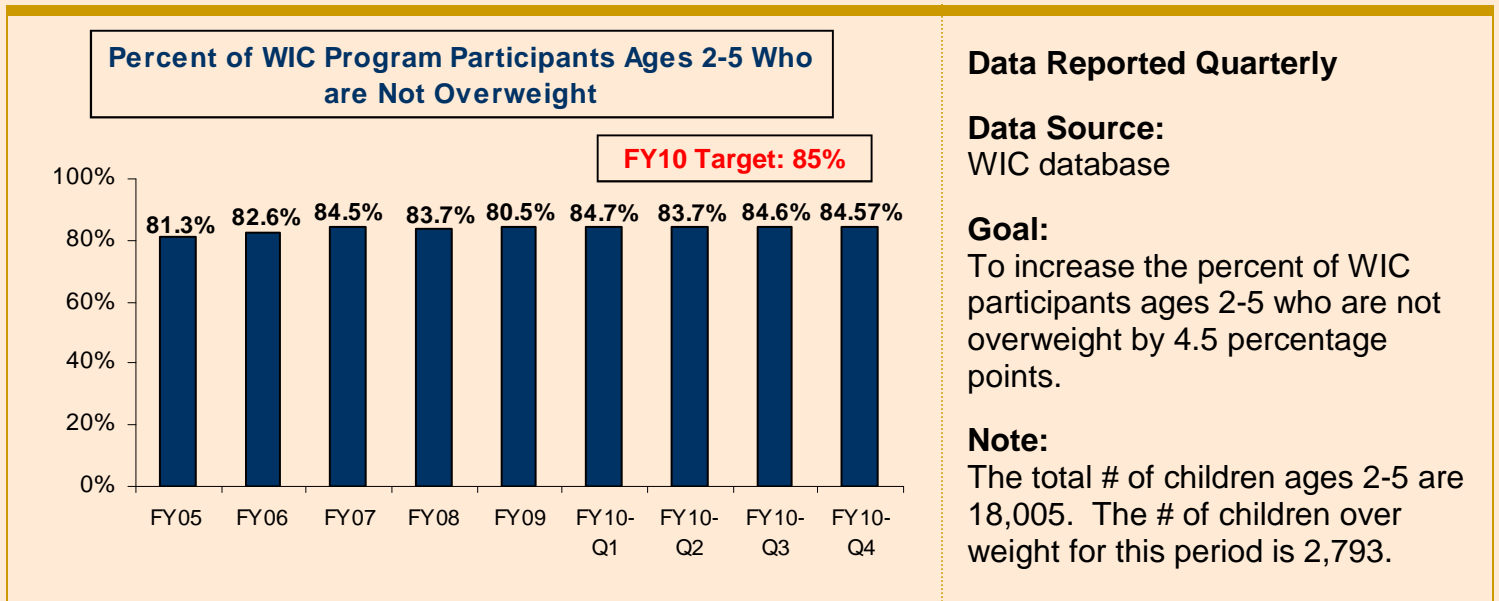 Percent of WIC Program Participants Ages 2-5 Who
are Not Overweight
FY10 Target: 85%
100%
80%
60%
40%
20%
0%
81.3%
82.6%
84.5%
83.7%
80.5%
84.7%
83.7%
84.6%
84.57%
FY05
FY06
FY07
FY08
FY09
FY10-
Q1
FY10-
Q2
FY10-
Q3
FY10-
Q4
Data Reported Quarterly
Data Source:
WIC database
Goal:
To increase the percent of WIC
participants ages 2-5 who are not
overweight by 4.5 percentage
points.
Note:
The total # of children ages 2-5 are
18,005.  The # of children over
weight for this period is 2,793.